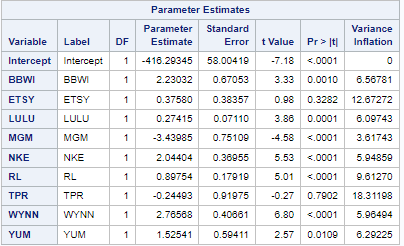 Parameter Estimates
Variable Label DF Parameter Estimate Standard Error t Value Pr > |t| Variance Inflation
Intercept Intercept 1 -416.29345 58.00419 -7.18 <.0001 0
BBWI BBWI 1 2.23032 0.67053 3.33 0.0010 6.56781
ETSY ETSY 1 0.37580 0.38357 0.98 0.3282 12.67272
LULU LULU 1 0.27415 0.07110 3.86 0.0001 6.09743
MGM MGM 1 -3.43985 0.75109 -4.58 <.0001 3.61743
NKE NKE 1 2.04404 0.36955 5.53 <.0001 5.94859
RL RL 1 0.89754 0.17919 5.01 <.0001 9.61270
TPR TPR 1 -0.24493 0.91975 -0.27 0.7902 18.31198
WYNN WYNN 1 2.76568 0.40661 6.80 <.0001 5.96494
YUM YUM 1 1.52541 0.59411 2.57 0.0109 6.29225